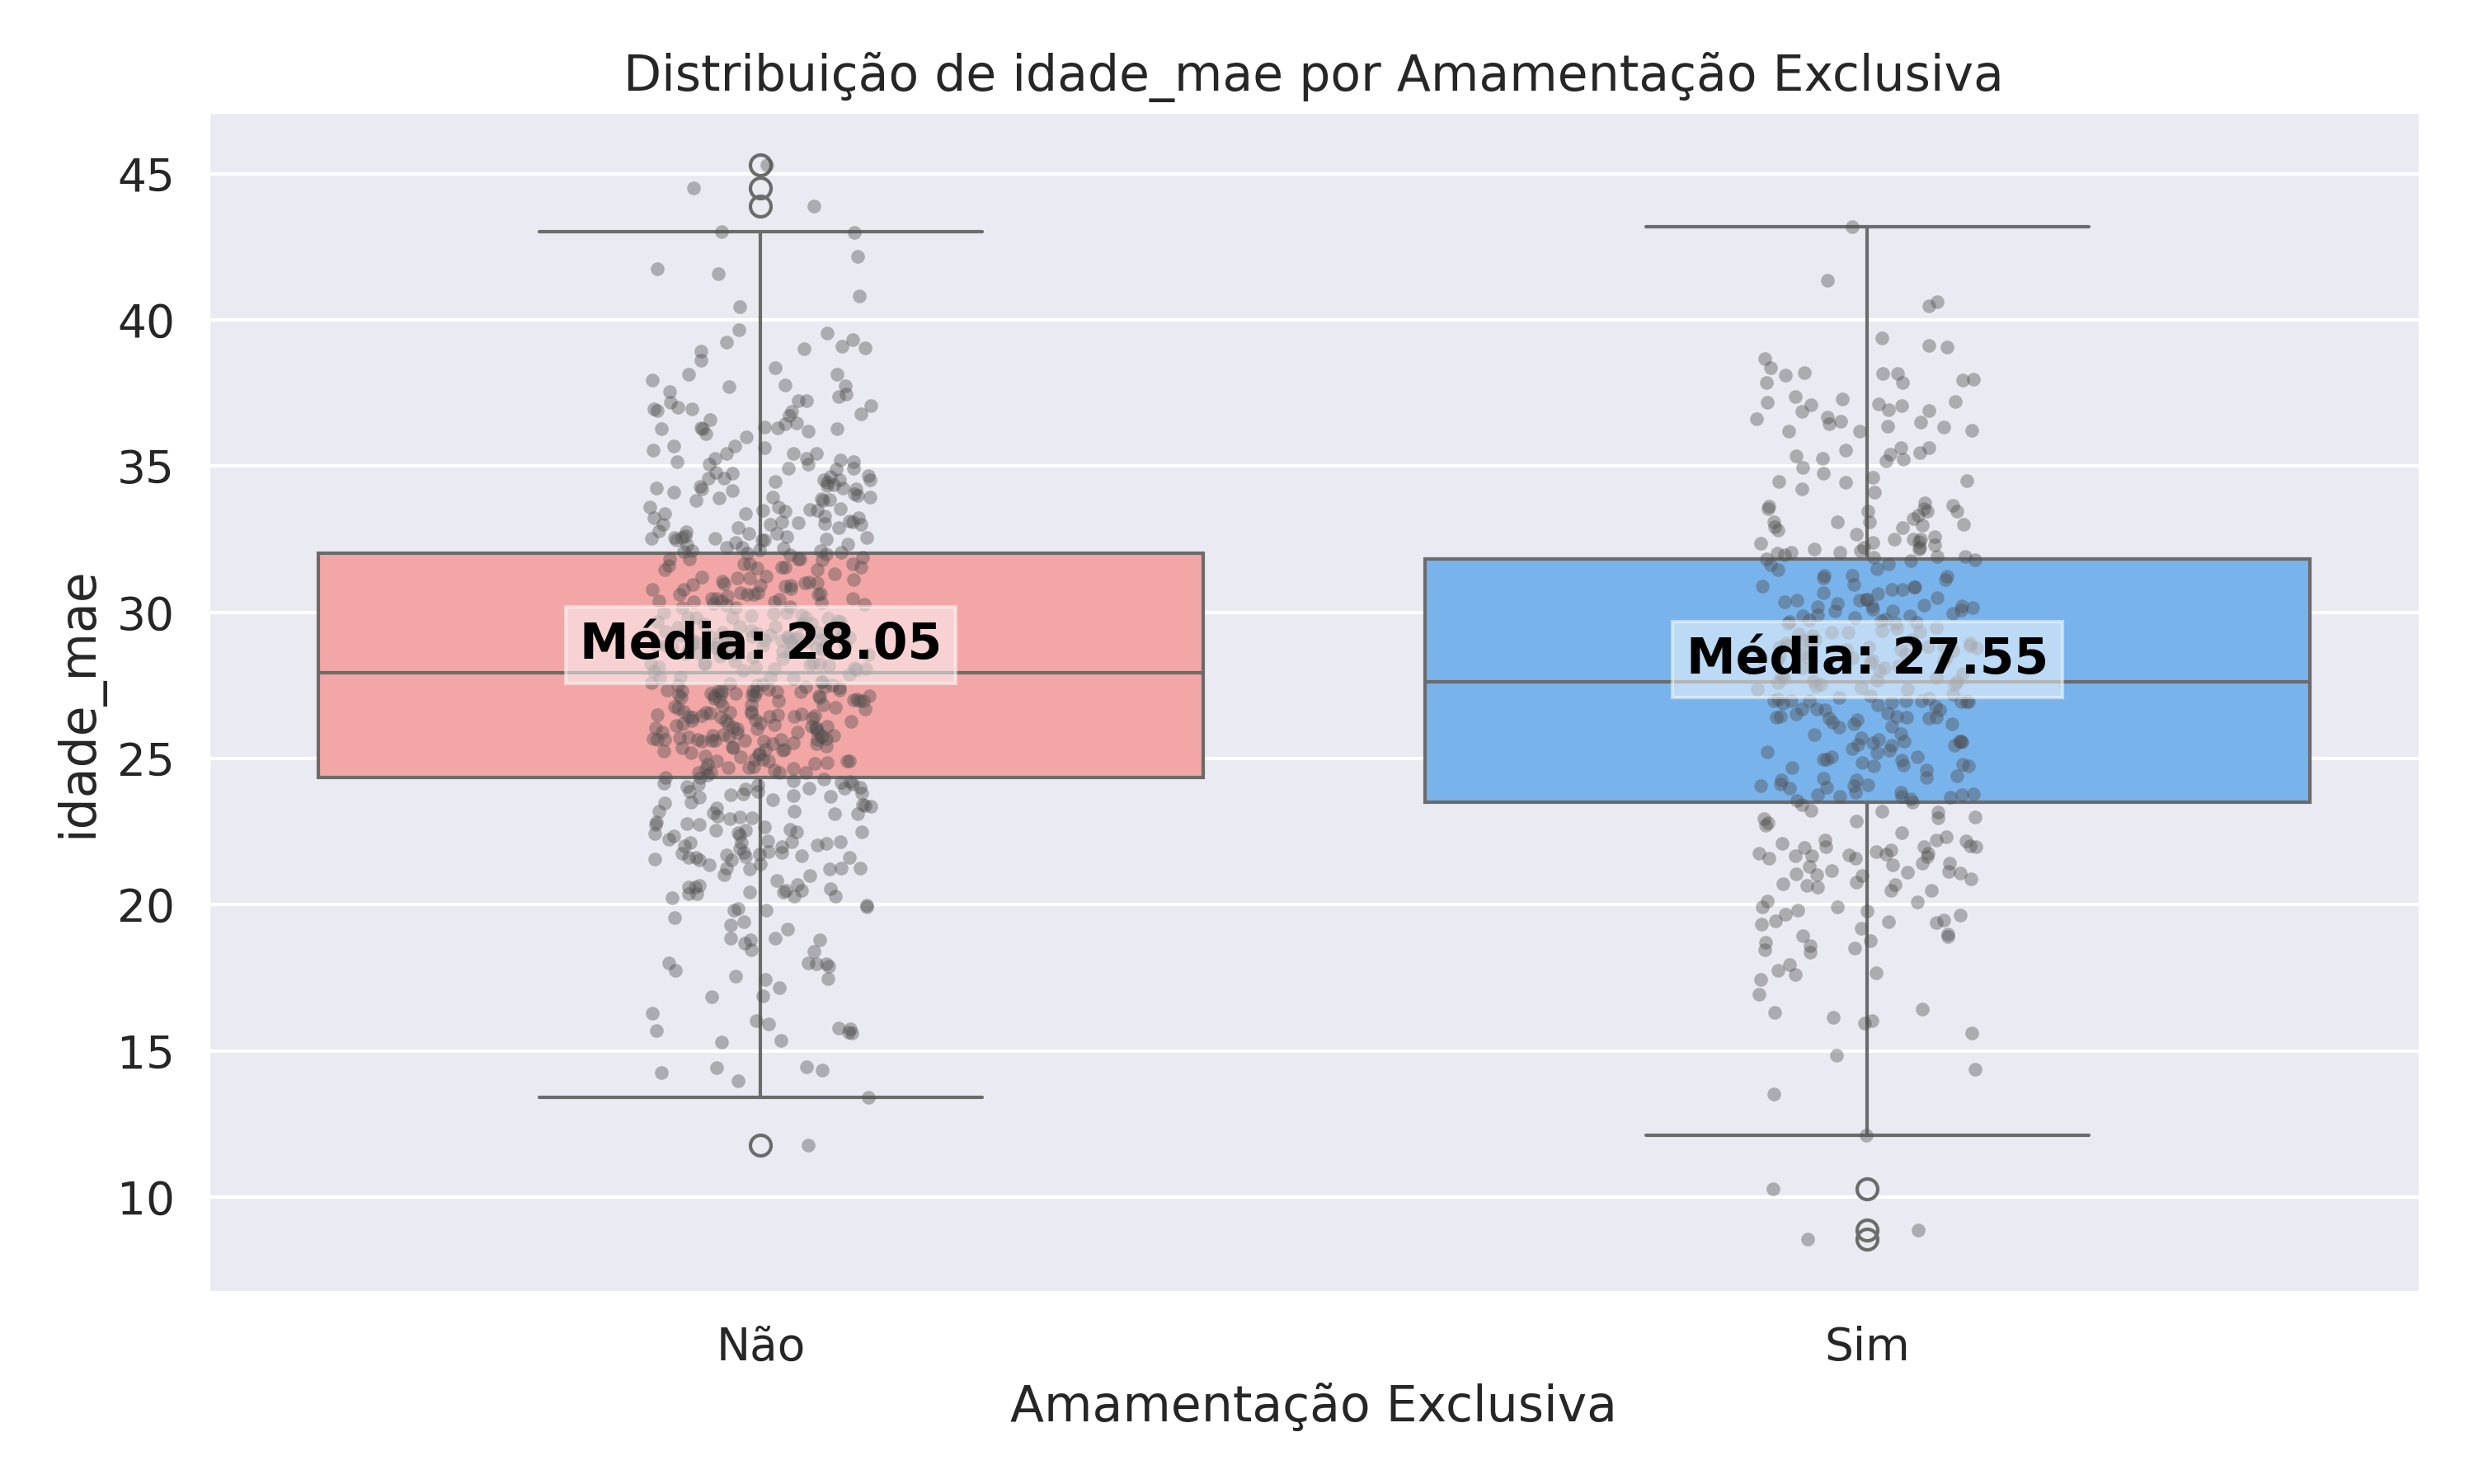 Distribuição de idade_mae por Amamentação Exclusiva
idade_mae
45
40
35
30
25
20
15
10
Média: 28.05
Média: 27.55
Não
Sim
Amamentação Exclusiva